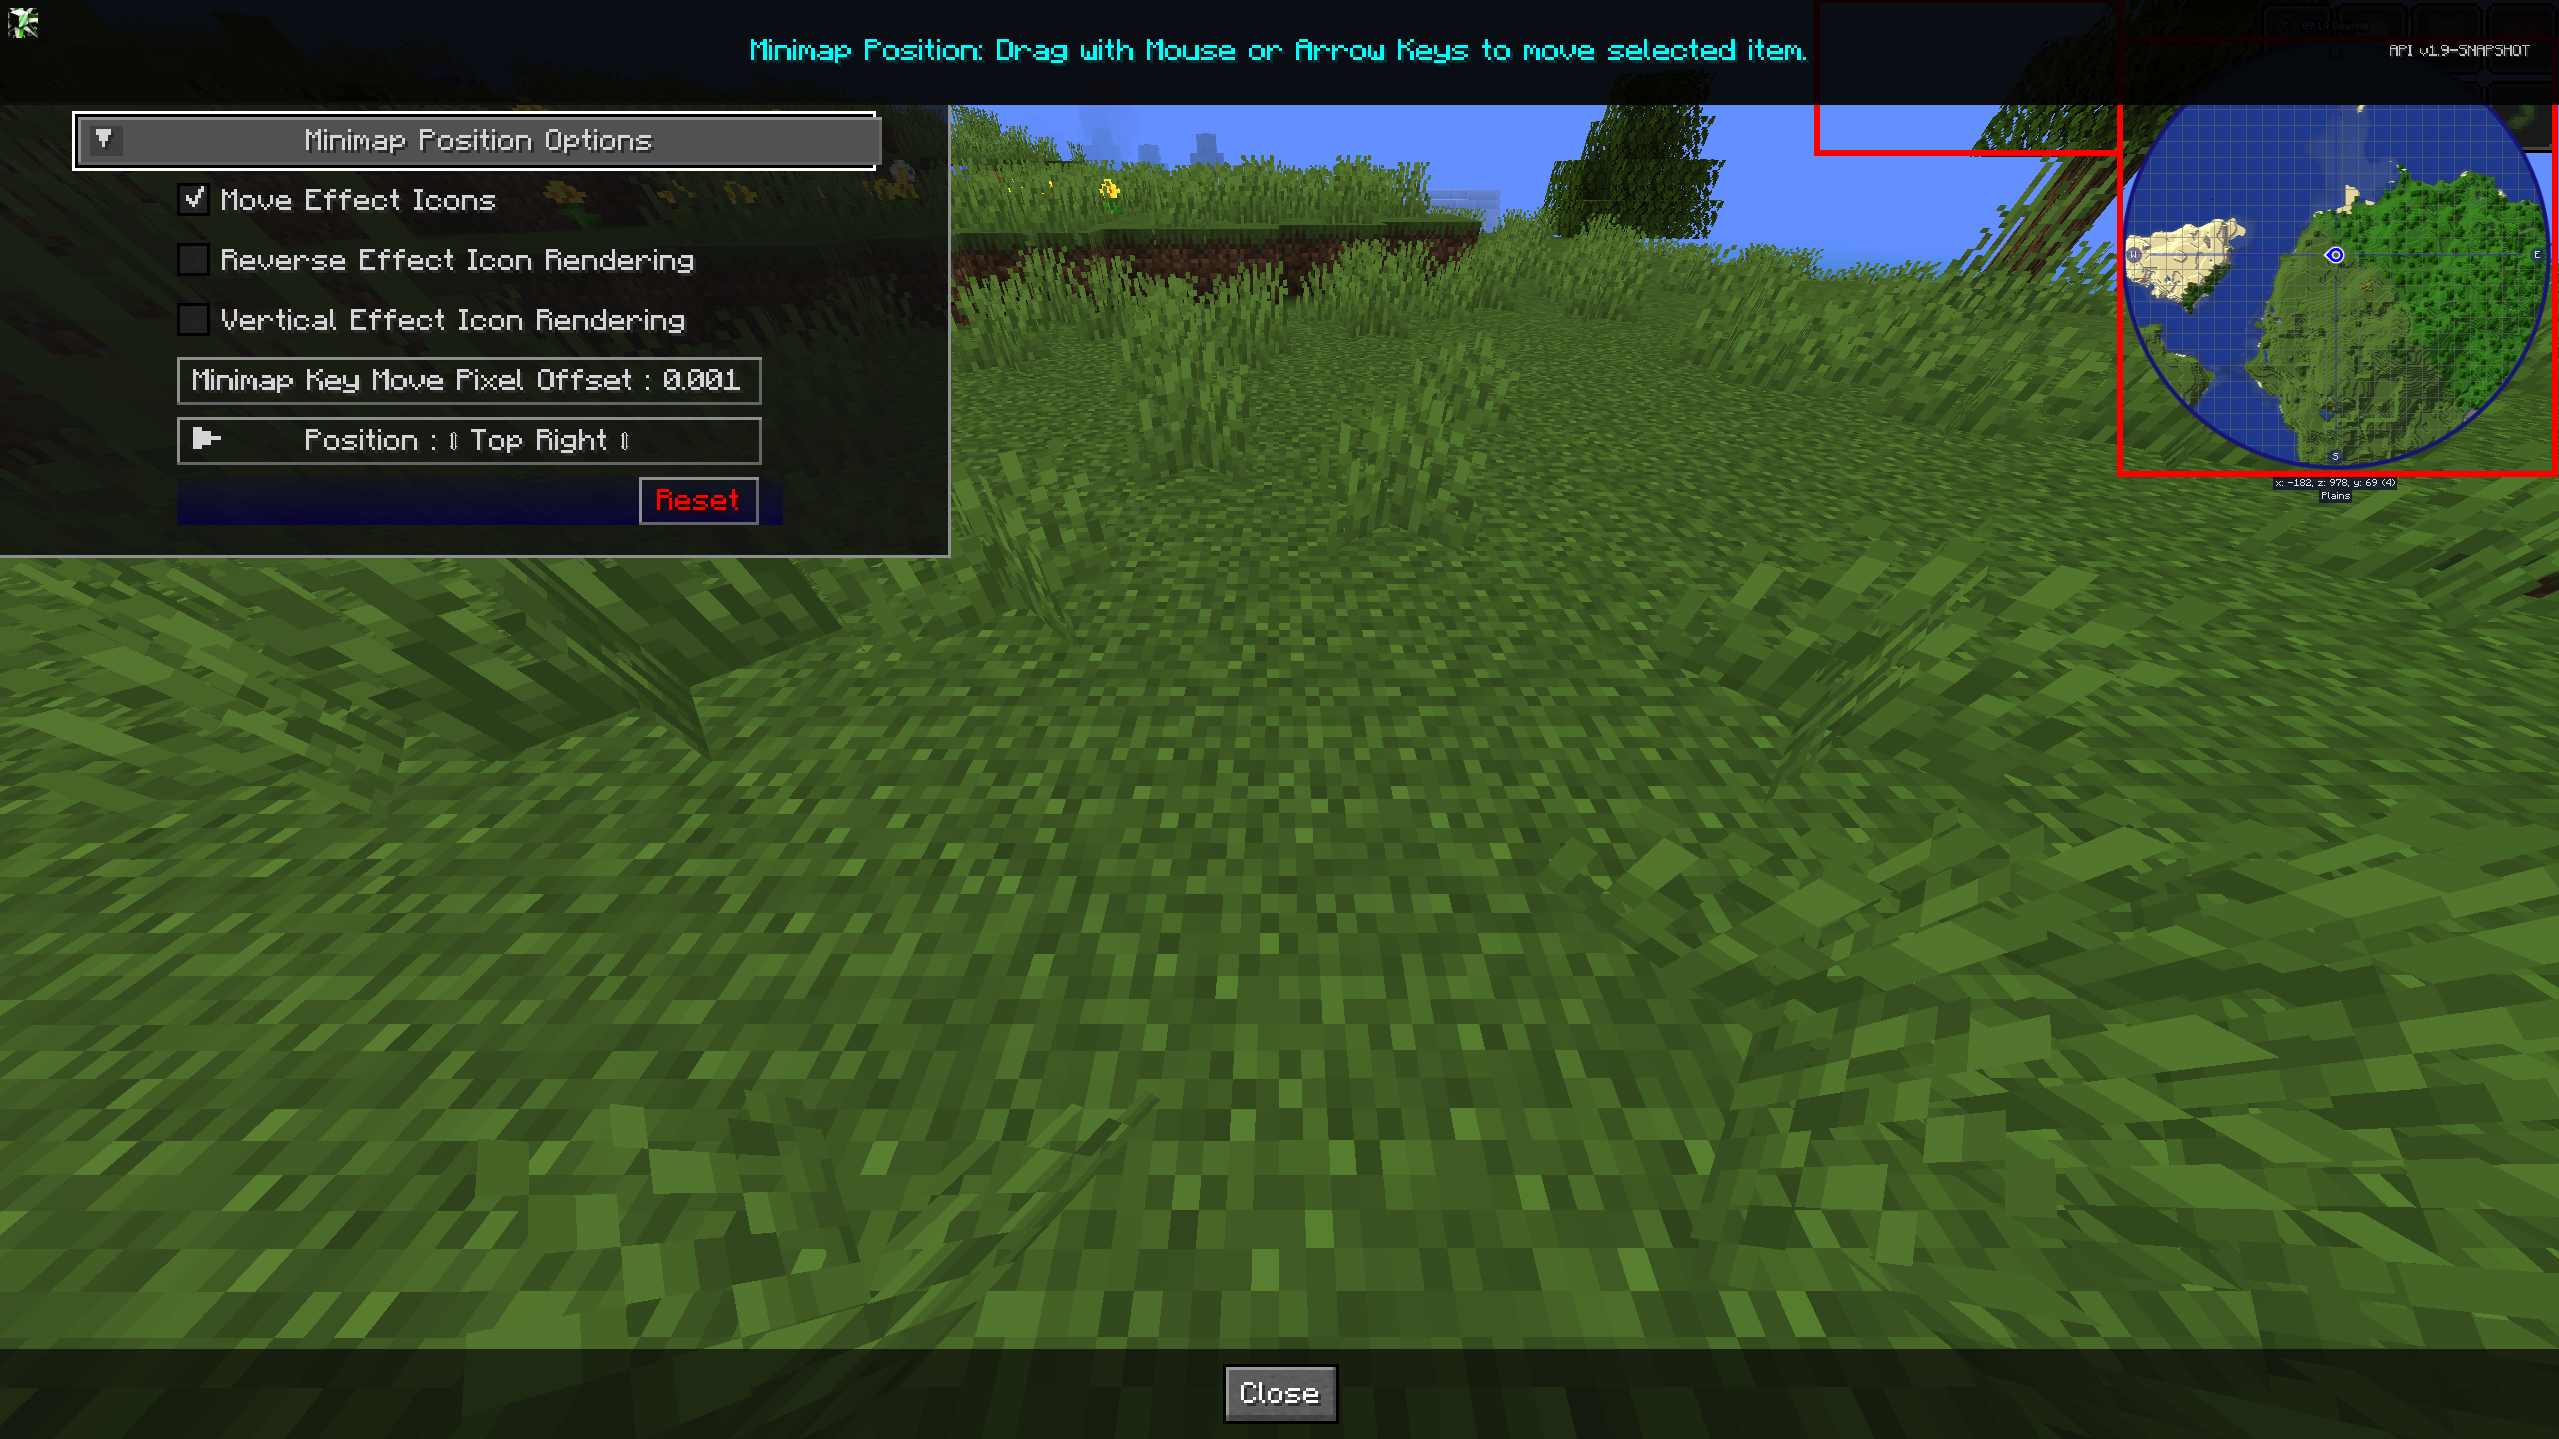 Minimap Position: Drag with Mouse or Arrow Keys to move selected item.
API v1.9-SNAPSHOT
Minimap Position Options
Move Effect Icons
Reverse Effect Icon Rendering
Vertical Effect Icon Rendering
Minimap Key Move Pixel Offset : 0.001
Position : ⇕ Top Right ⇕
Reset
W
E
S
x: -182, z: 978, y: 69 (4)
Plains
Close